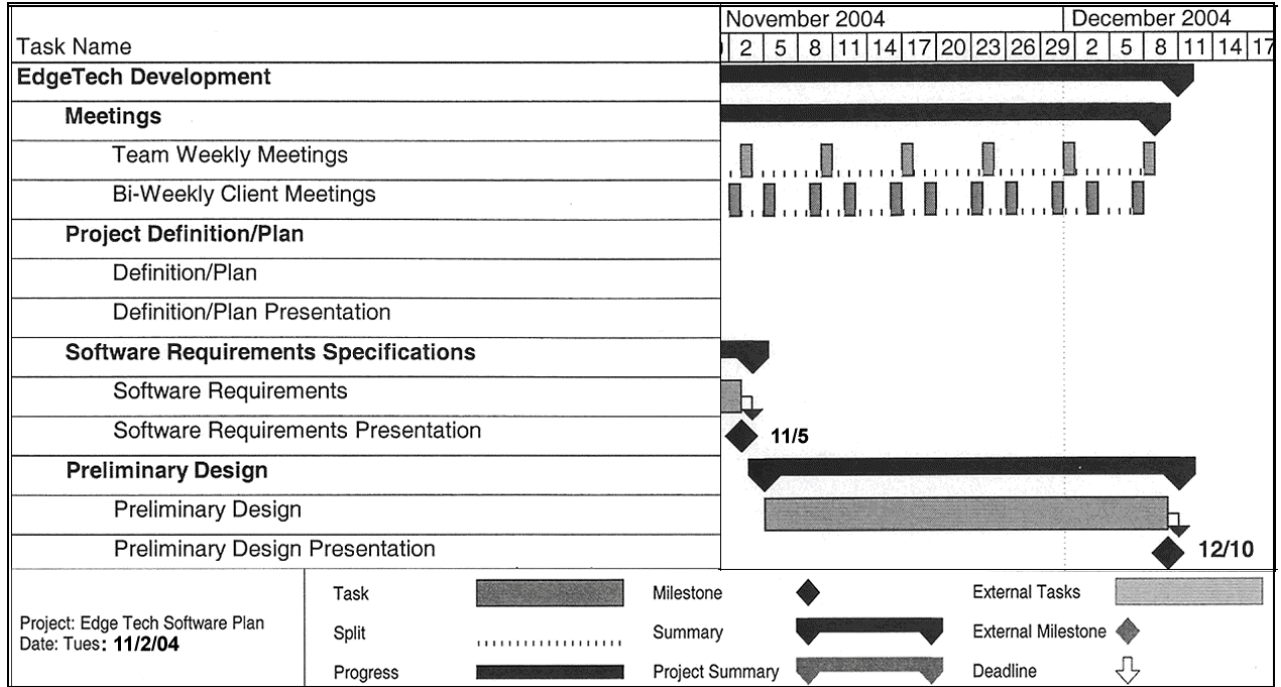 November 2004 December 2004
Task Name 2 5 8 11 14 17 20 23 26 29 2 5 8 11 14 17
EdgeTech Development
Meetings
Team Weekly Meetings
Bi-Weekly Client Meetings
Project Definition/Plan
Definition/Plan
Definition/Plan Presentation
Software Requirements Specifications
Software Requirements
Software Requirements Presentation 11/5
Preliminary Design
Preliminary Design
Preliminary Design Presentation 12/10
Project: Edge Tech Software Plan
Date: Tues: 11/2/04
Task Milestone External Tasks
Split Summary External Milestone
Progress Project Summary Deadline